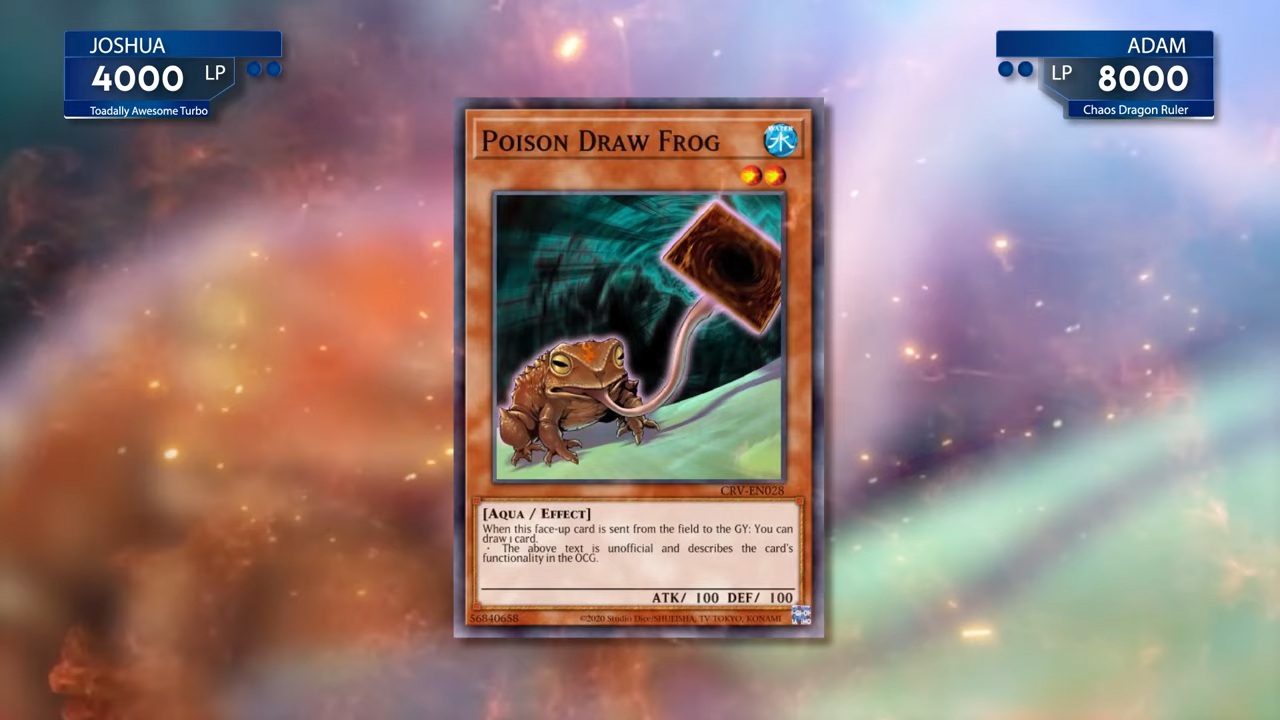 JOSHUA
4000 LP
Toadally Awesome Turbo
ADAM
LP 8000
Chaos Dragon Ruler
POISON DRAW FROG
WATER
水
CRV-EN028
[AQUA / EFFECT]
When this face-up card is sent from the field to the GY: You can
draw 1 card.
· The above text is unofficial and describes the card's
functionality in the OCG.
ATK/ 100 DEF/ 100
56840658
©2020 Studio Dice/SHUEISHA, TV TOKYO, KONAMI